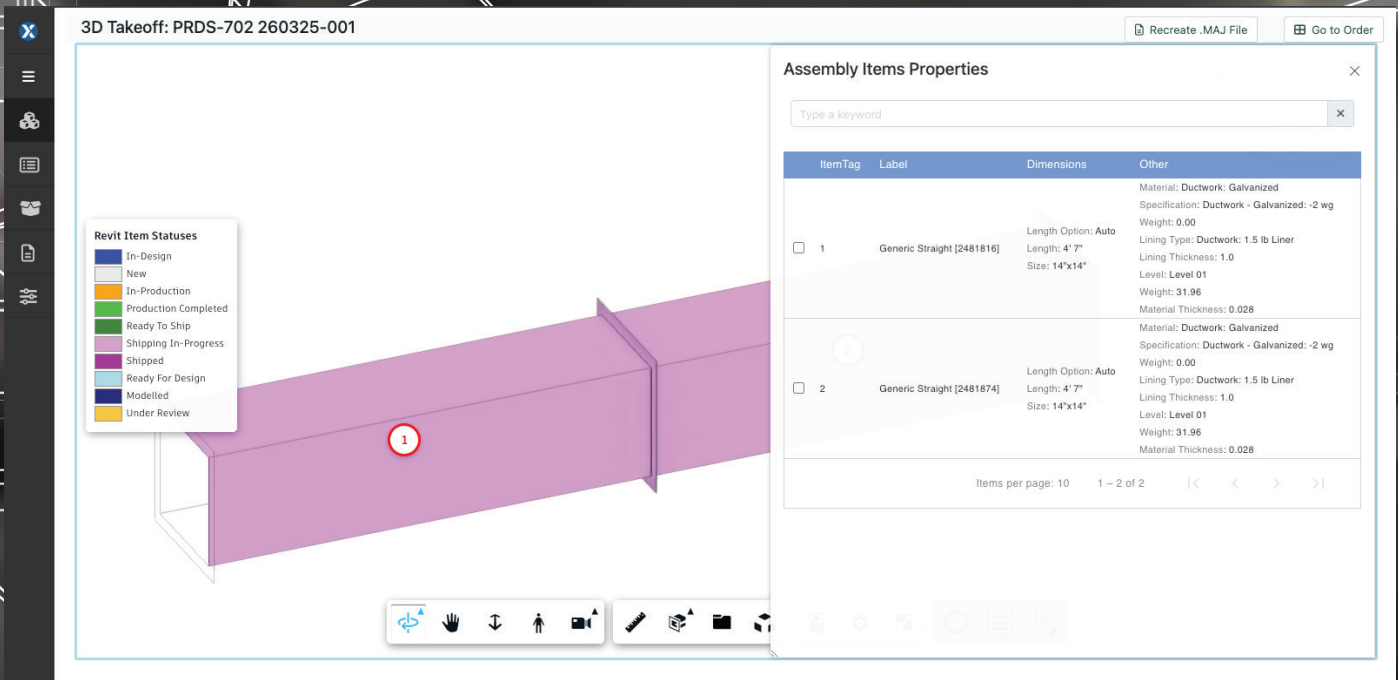 3D Takeoff: PRDS-702 260325-001
Recreate .MAJ File
Go to Order
Assembly Items Properties
Type a keyword
ItemTag Label Dimensions Other
1 Generic Straight [2481816]
Length Option: Auto
Length: 4' 7"
Size: 14"x14"
Material: Ductwork: Galvanized
Specification: Ductwork - Galvanized: -2 wg
Weight: 0.00
Lining Type: Ductwork: 1.5 lb Liner
Lining Thickness: 1.0
Level: Level 01
Weight: 31.96
Material Thickness: 0.028
2 Generic Straight [2481874]
Length Option: Auto
Length: 4' 7"
Size: 14"x14"
Material: Ductwork: Galvanized
Specification: Ductwork - Galvanized: -2 wg
Weight: 0.00
Lining Type: Ductwork: 1.5 lb Liner
Lining Thickness: 1.0
Level: Level 01
Weight: 31.96
Material Thickness: 0.028
Items per page: 10 1 – 2 of 2
Revit Item Statuses
In-Design
New
In-Production
Production Completed
Ready To Ship
Shipping In-Progress
Shipped
Ready For Design
Modelled
Under Review
1
2